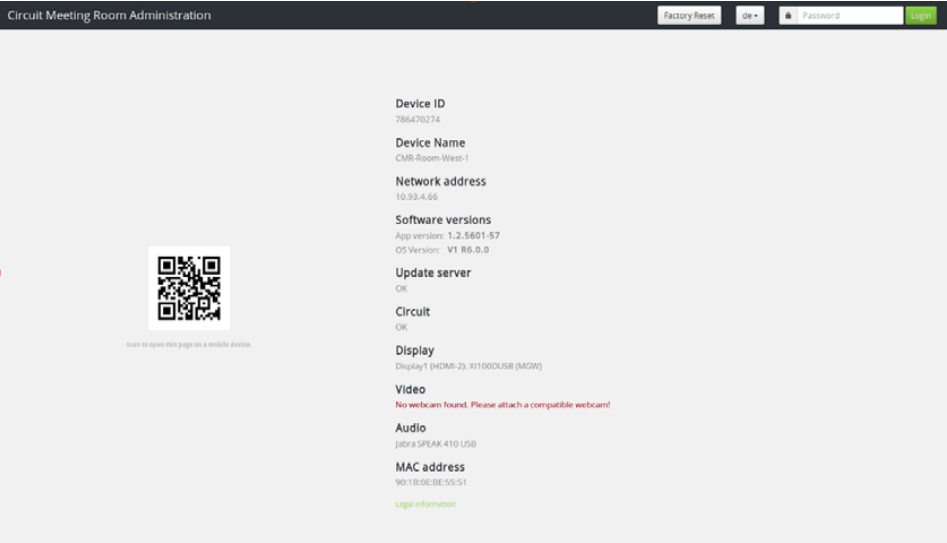 Circuit Meeting Room Administration
Factory Reset
de
Password
Login
Device ID
786470274
Device Name
CMR-Room-West-1
Network address
10.93.4.66
Software versions
App version: 1.2.5601-57
OS Version: V1 R6.0.0
Update server
OK
Circuit
OK
Display
Display1 (HDMI-2): XI100DUSB (MGW)
Video
No webcam found. Please attach a compatible webcam!
Audio
Jabra SPEAK 410 USB
MAC address
90:1B:0E:BE:55:51
Legal information
Scan to open this page on a mobile device.